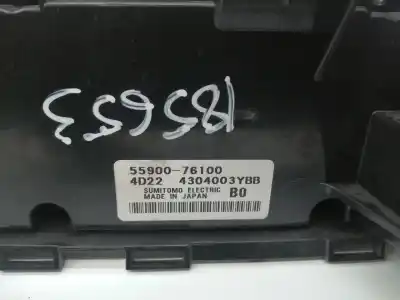 185653
55900-76100
4D22 4304003YBB
SUMITOMO ELECTRIC B0
MADE IN JAPAN